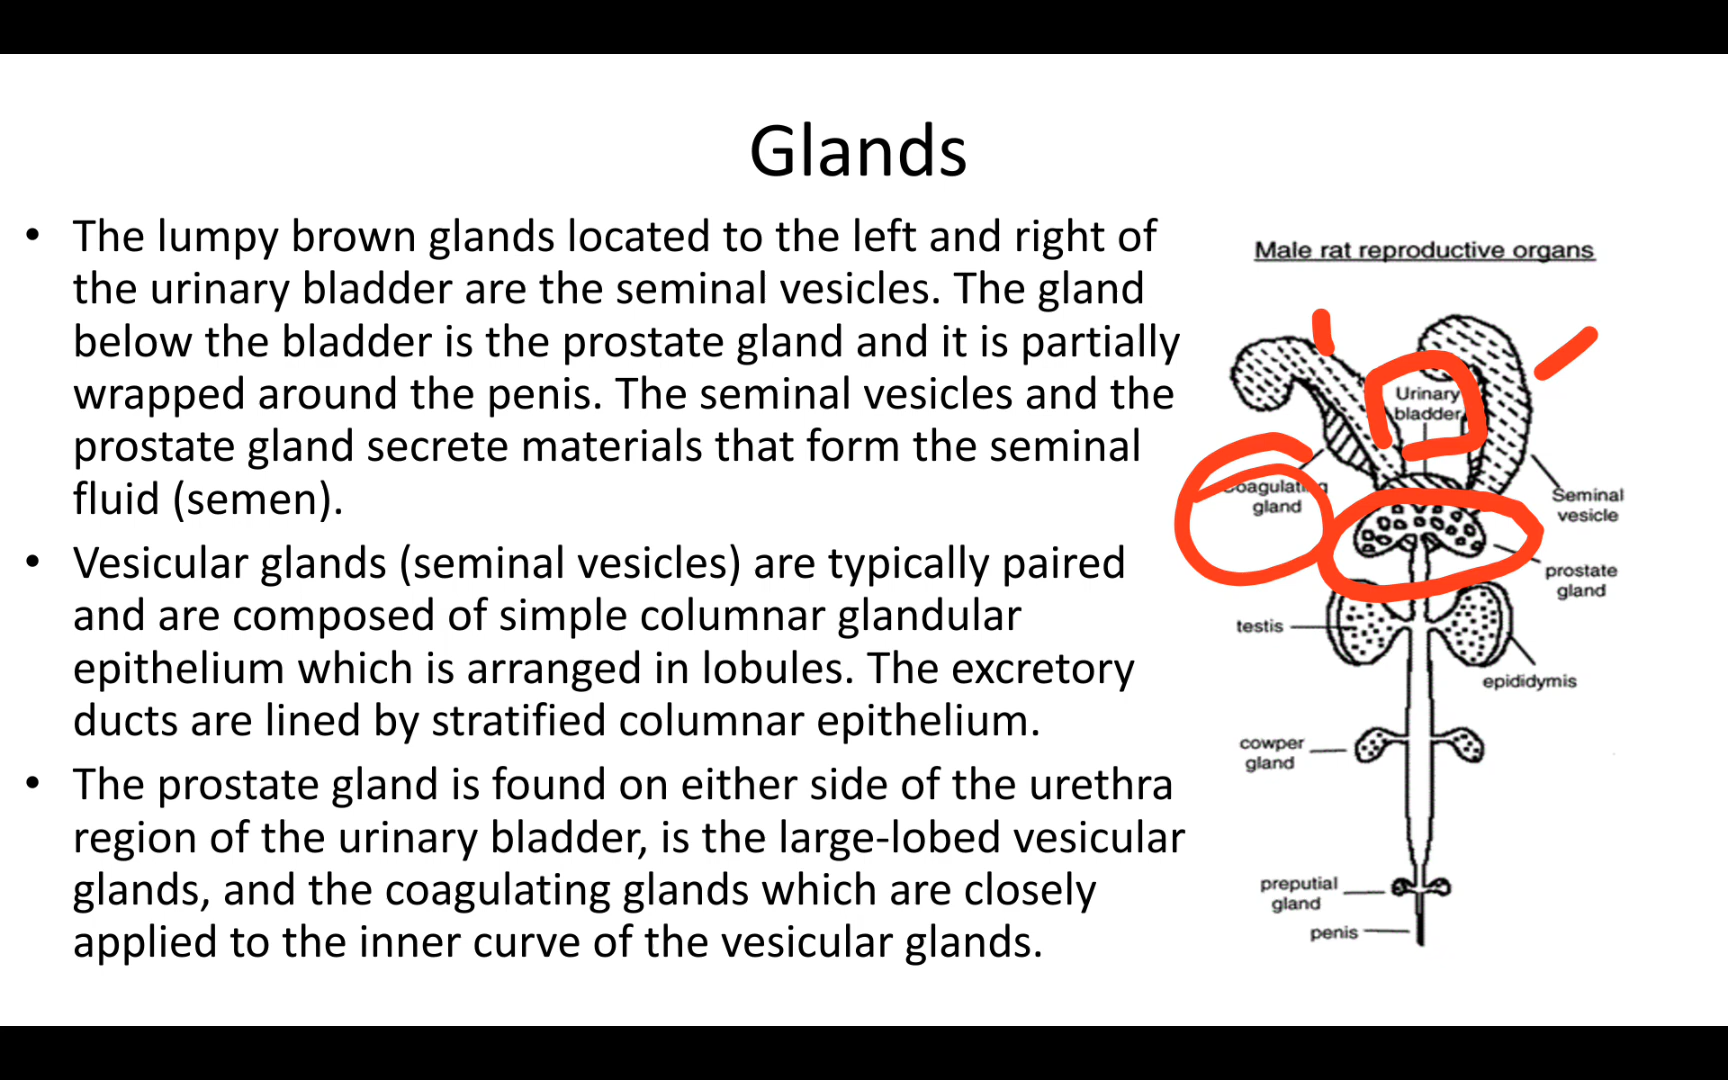 Glands
• The lumpy brown glands located to the left and right of
the urinary bladder are the seminal vesicles. The gland
below the bladder is the prostate gland and it is partially
wrapped around the penis. The seminal vesicles and the
prostate gland secrete materials that form the seminal
fluid (semen).
• Vesicular glands (seminal vesicles) are typically paired
and are composed of simple columnar glandular
epithelium which is arranged in lobules. The excretory
ducts are lined by stratified columnar epithelium.
• The prostate gland is found on either side of the urethra
region of the urinary bladder, is the large-lobed vesicular
glands, and the coagulating glands which are closely
applied to the inner curve of the vesicular glands.
Male rat reproductive organs
Urinary
bladder
Coagulating
gland
Seminal
vesicle
prostate
gland
testis
epididymis
cowper
gland
preputial
gland
penis